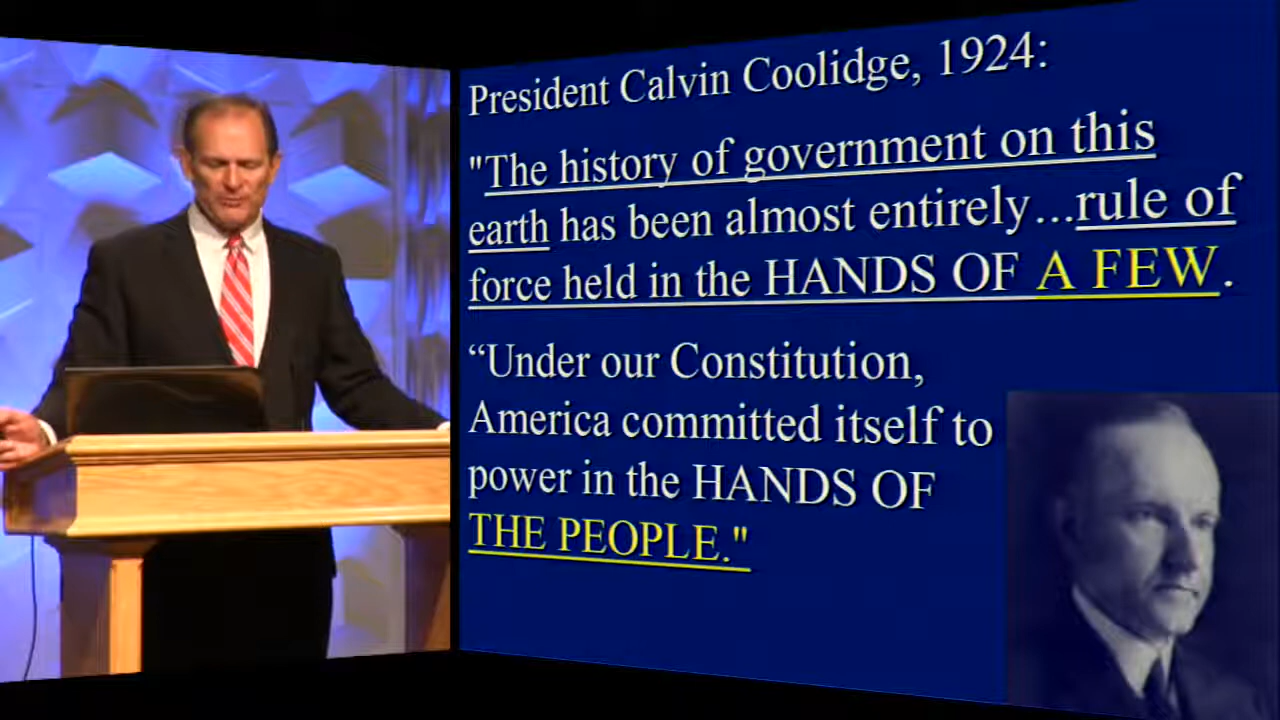 President Calvin Coolidge, 1924:
"The history of government on this
earth has been almost entirely...rule of
force held in the HANDS OF A FEW.
“Under our Constitution,
America committed itself to
power in the HANDS OF
THE PEOPLE."